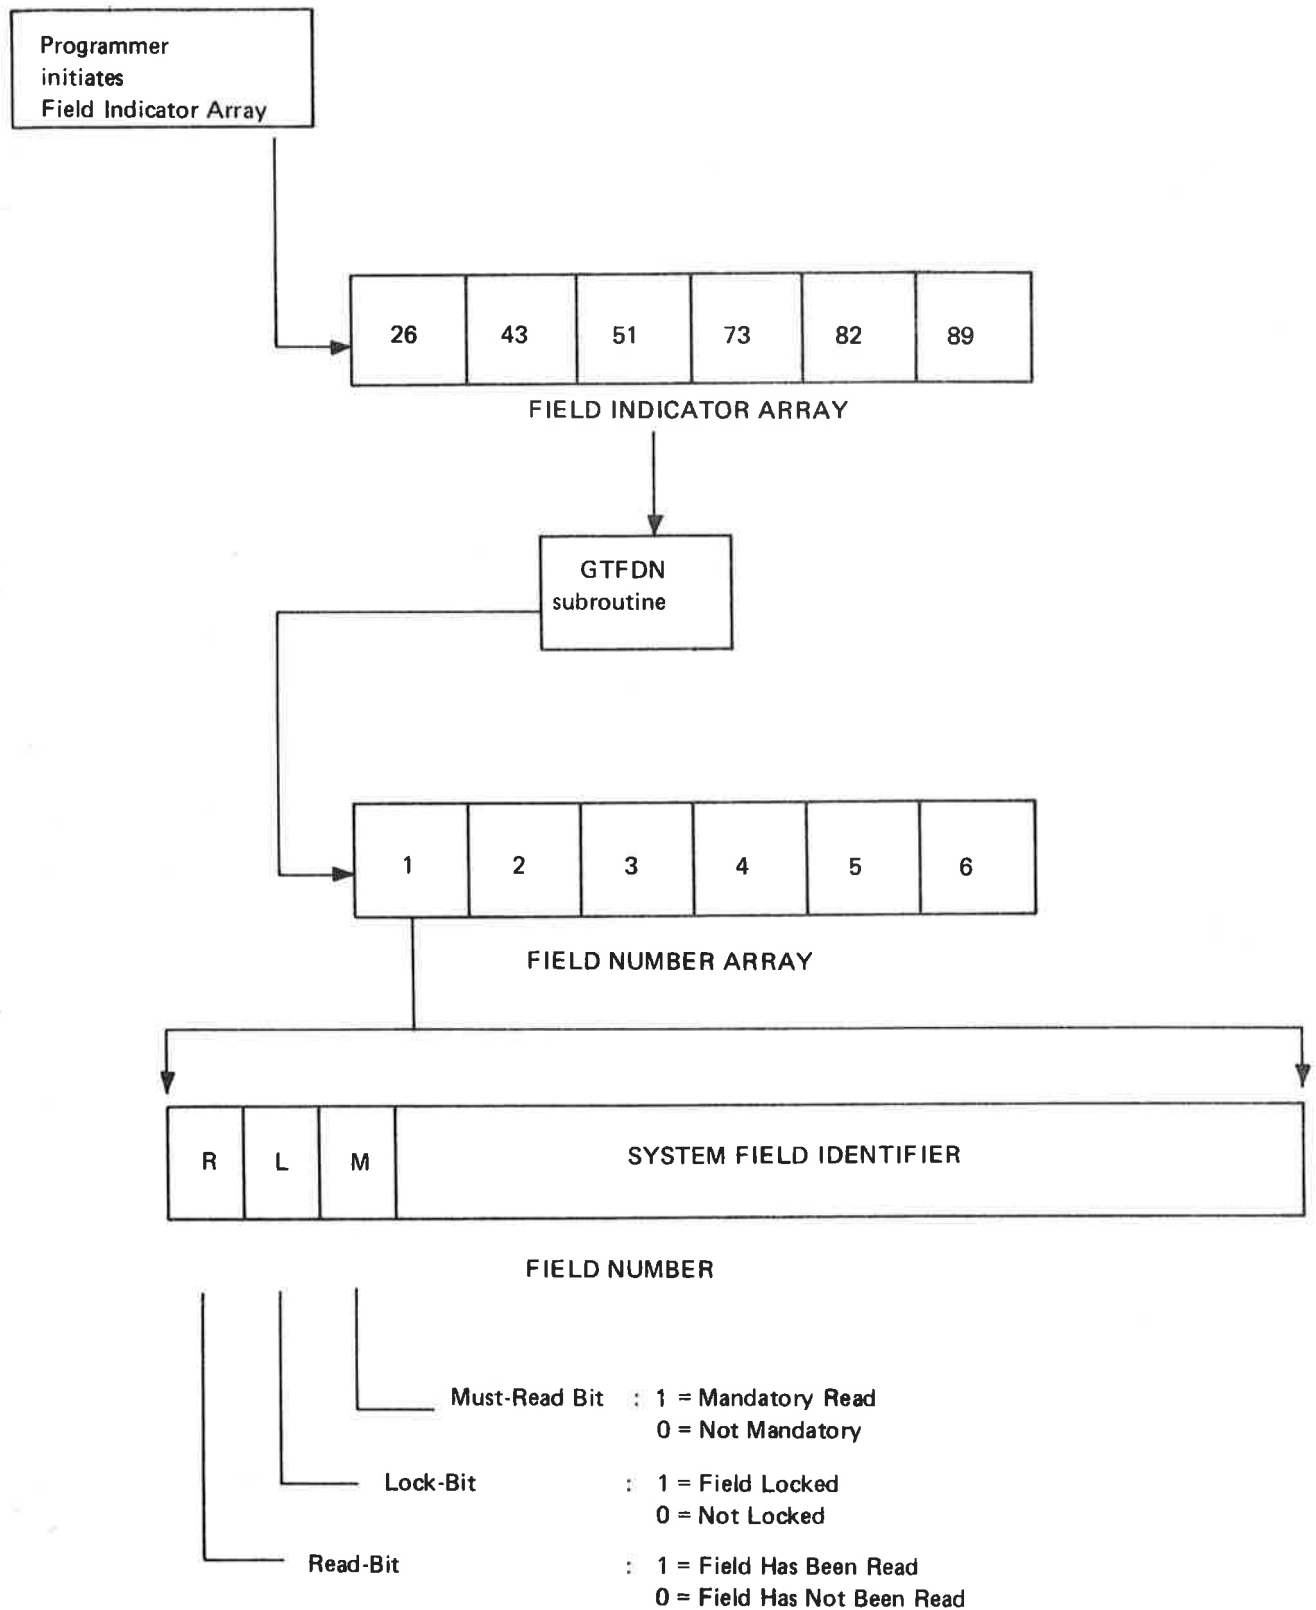 Programmer
initiates
Field Indicator Array
26 43 51 73 82 89
FIELD INDICATOR ARRAY
GTFDN
subroutine
1 2 3 4 5 6
FIELD NUMBER ARRAY
R L M SYSTEM FIELD IDENTIFIER
FIELD NUMBER
Must-Read Bit : 1 = Mandatory Read
0 = Not Mandatory
Lock-Bit : 1 = Field Locked
0 = Not Locked
Read-Bit : 1 = Field Has Been Read
0 = Field Has Not Been Read